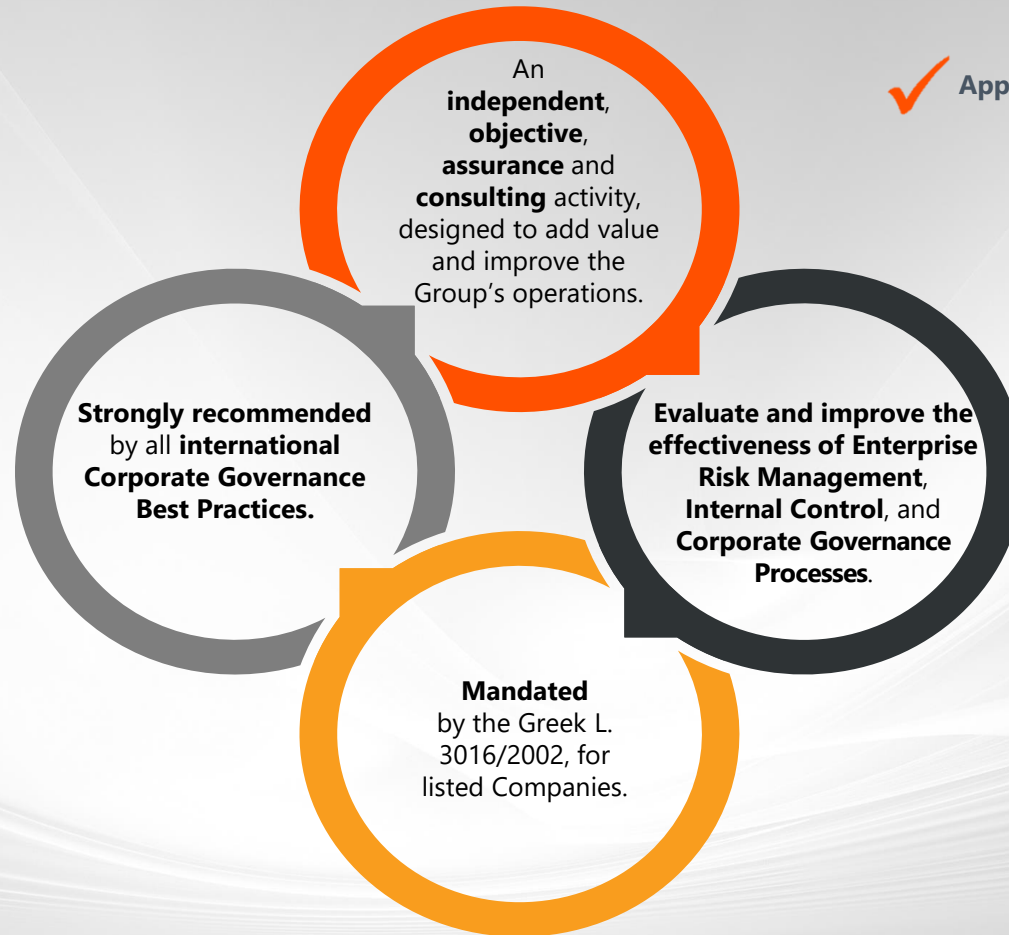 An
independent,
objective,
assurance and
consulting activity,
designed to add value
and improve the
Group's operations.
App
Strongly recommended
by all international
Corporate Governance
Best Practices.
Evaluate and improve the
effectiveness of Enterprise
Risk Management,
Internal Control, and
Corporate Governance
Processes.
Mandated
by the Greek L.
3016/2002, for
listed Companies.